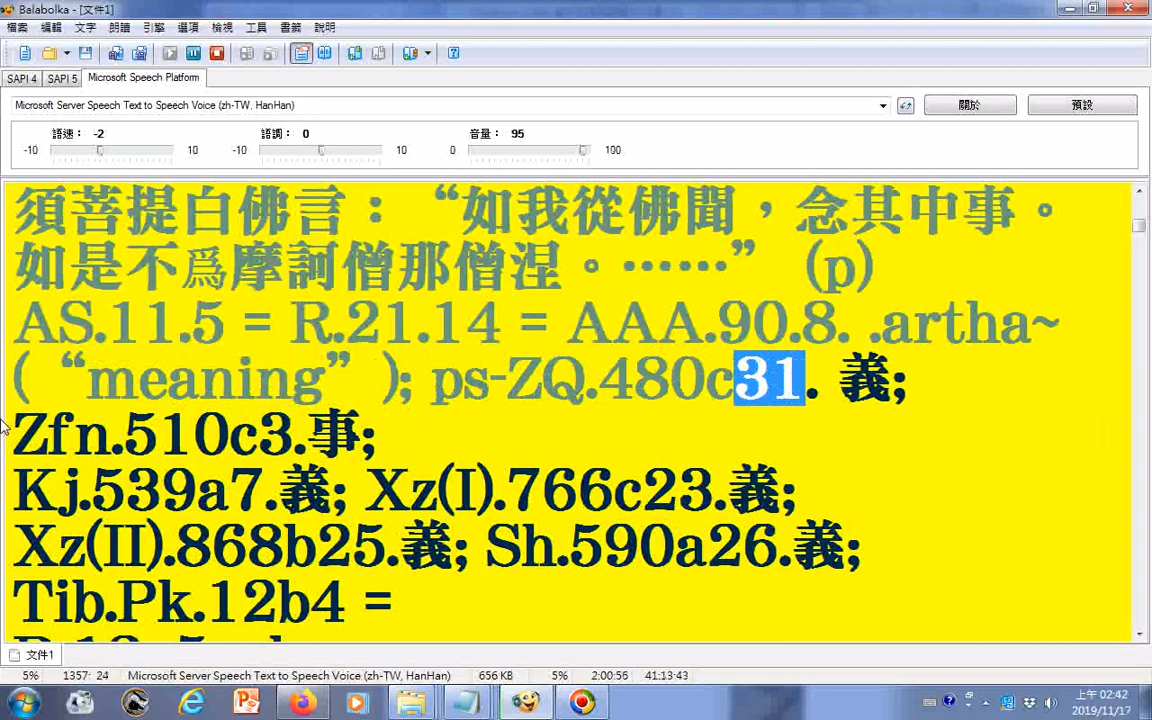 Balabolka - [文件1]
檔案 編輯 文字 朗讀 引擎 選項 檢視 工具 書籤 說明
SAPI 4 SAPI 5 Microsoft Speech Platform
Microsoft Server Speech Text to Speech Voice (zh-TW, HanHan) 關於 預設
語速： -2 語調： 0 音量： 95
-10 10 -10 10 0 100
須菩提白佛言：“如我從佛聞，念其中事。
如是不爲摩訶僧那僧涅。……” (p)
AS.11.5 = R.21.14 = AAA.90.8. .artha~
(“meaning”); ps-ZQ.480c31. 義;
Zfn.510c3.事;
Kj.539a7.義; Xz(I).766c23.義;
Xz(II).868b25.義; Sh.590a26.義;
Tib.Pk.12b4 =
文件1
5% 1357: 24 Microsoft Server Speech Text to Speech Voice (zh-TW, HanHan) 656 KB 5% 2:00:56 41:13:43
上午 02:42
2019/11/17